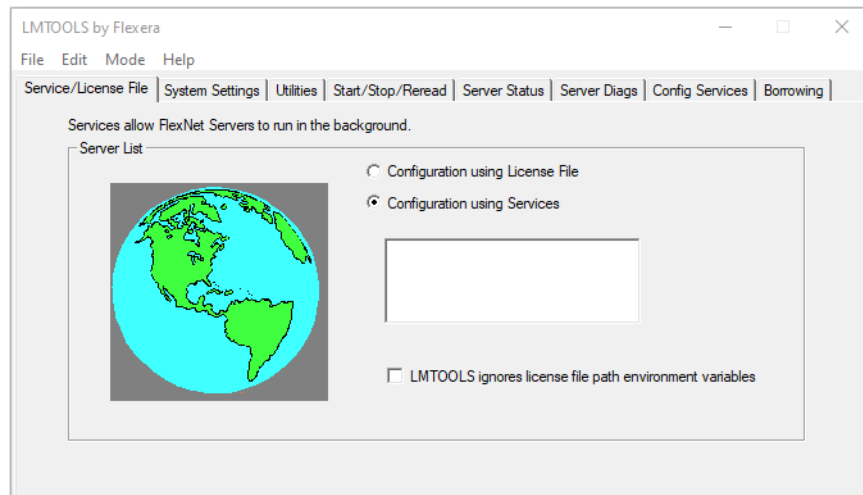 LMTOOLS by Flexera
File Edit Mode Help
Service/License File System Settings Utilities Start/Stop/Reread Server Status Server Diags Config Services Borrowing
Services allow FlexNet Servers to run in the background.
Server List
Configuration using License File
Configuration using Services
LMTOOLS ignores license file path environment variables